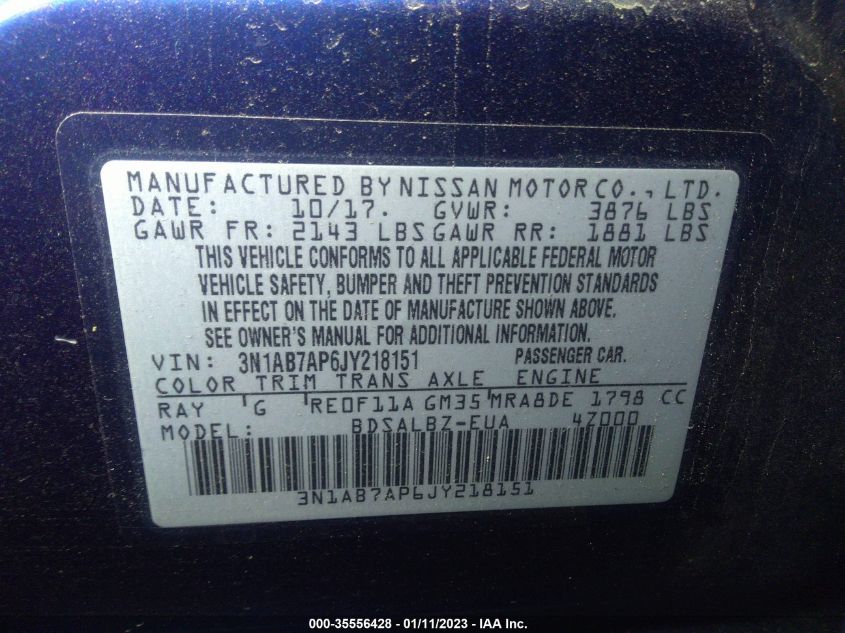 MANUFACTURED BY NISSAN MOTOR CO., LTD.
DATE: 10/17. GVWR: 3876 LBS
GAWR FR: 2143 LBS GAWR RR: 1881 LBS
THIS VEHICLE CONFORMS TO ALL APPLICABLE FEDERAL MOTOR
VEHICLE SAFETY, BUMPER AND THEFT PREVENTION STANDARDS
IN EFFECT ON THE DATE OF MANUFACTURE SHOWN ABOVE.
SEE OWNER'S MANUAL FOR ADDITIONAL INFORMATION.
VIN: 3N1AB7AP6JY218151 PASSENGER CAR.
COLOR TRIM TRANS AXLE ENGINE
RAY G RE0F11A GM35 MRA8DE 1798 CC
MODEL: BDSALBZ-EUA 4Z000
3N1AB7AP6JY218151
000-35556428 - 01/11/2023 - IAA Inc.